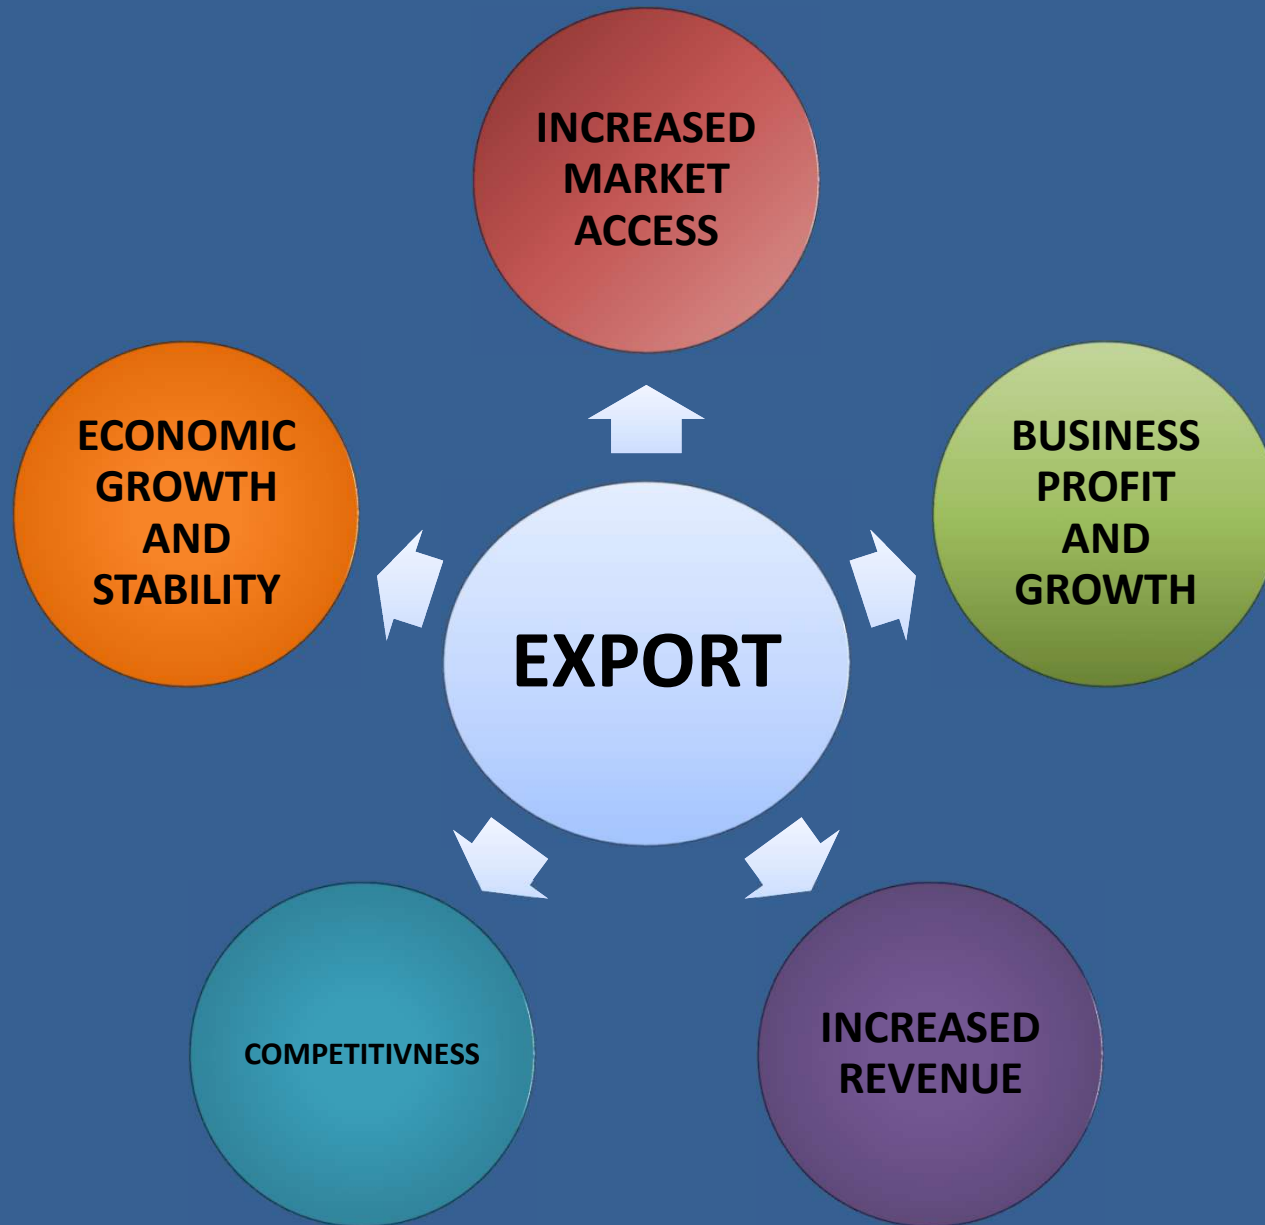 INCREASED
MARKET
ACCESS
ECONOMIC
GROWTH
AND
STABILITY
BUSINESS
PROFIT
AND
GROWTH
EXPORT
COMPETITIVNESS
INCREASED
REVENUE